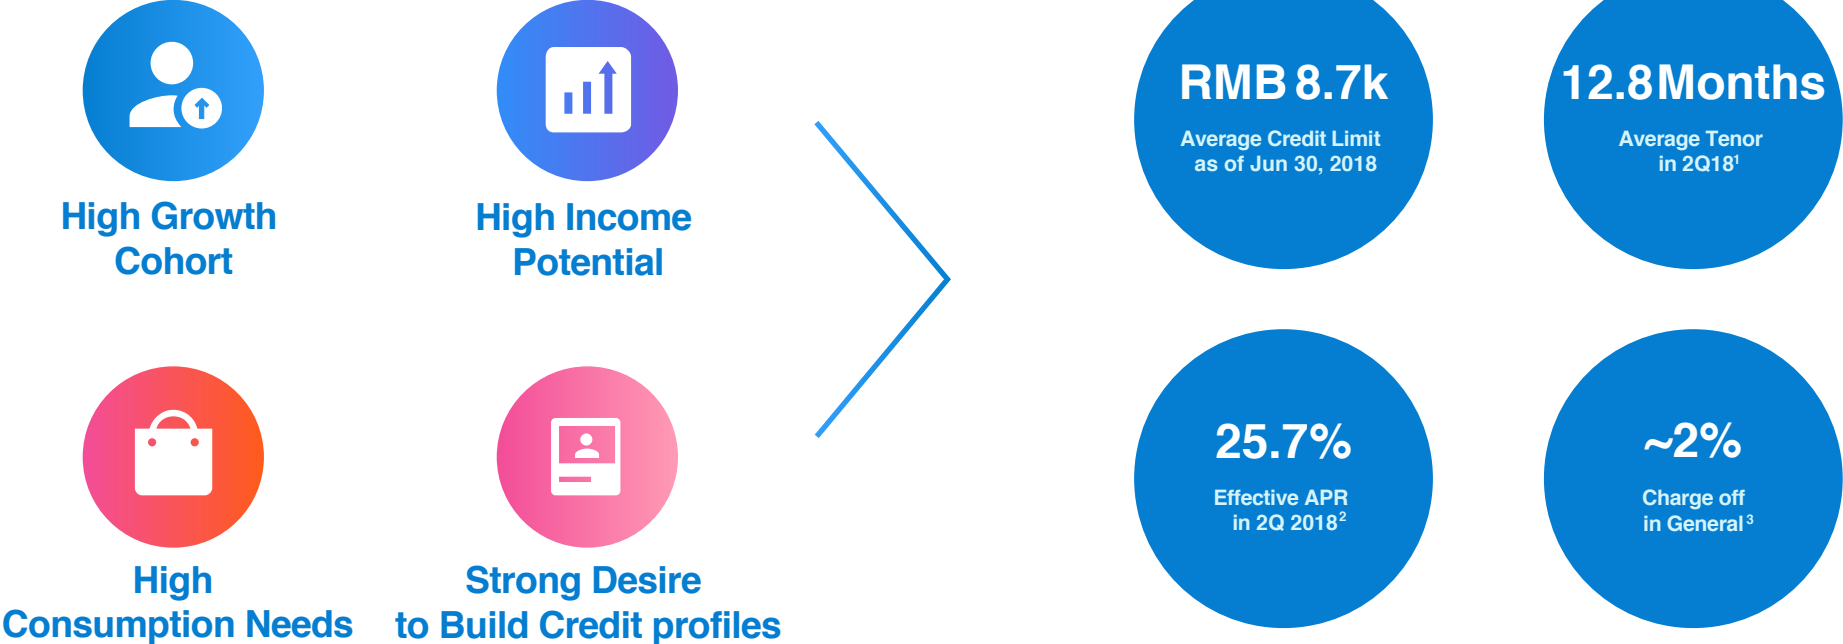 High Growth
Cohort
High Income
Potential
High
Consumption Needs
Strong Desire
to Build Credit profiles
RMB 8.7k
Average Credit Limit
as of Jun 30, 2018
12.8 Months
Average Tenor
in 2Q18¹
25.7%
Effective APR
in 2Q 2018²
~2%
Charge off
in General³